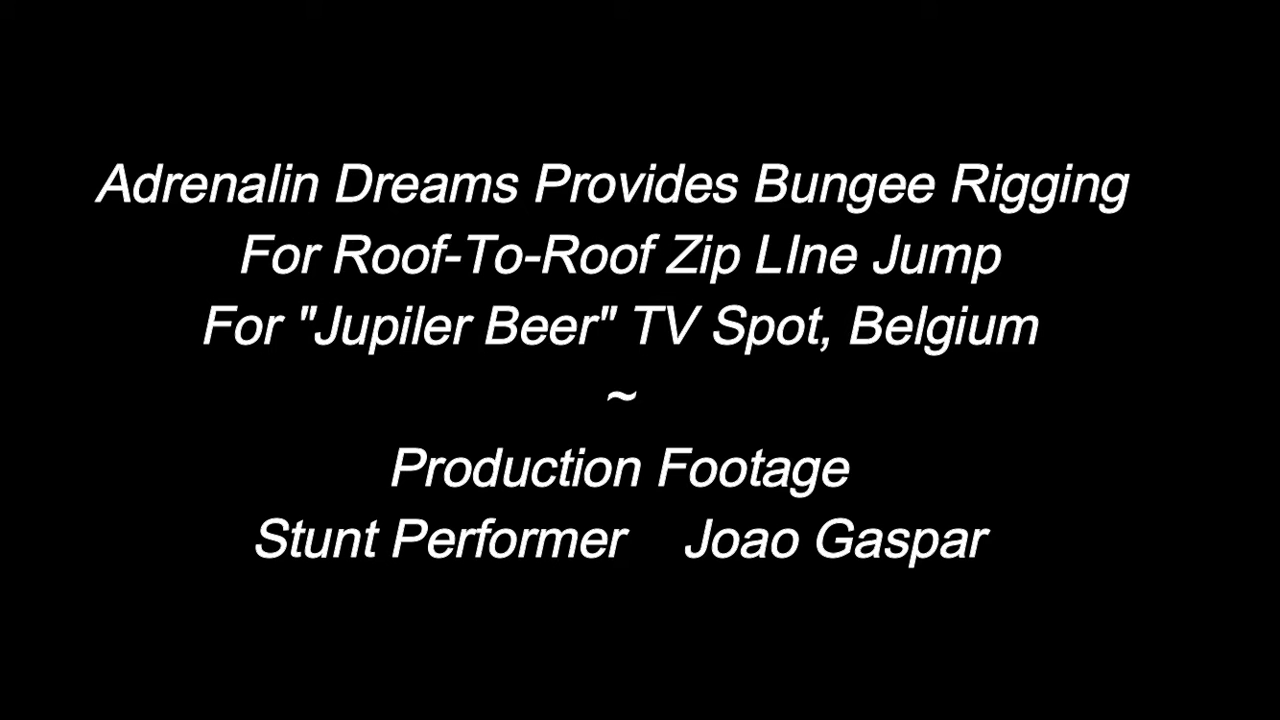 Adrenalin Dreams Provides Bungee Rigging
For Roof-To-Roof Zip LIne Jump
For "Jupiler Beer" TV Spot, Belgium
~
Production Footage
Stunt Performer Joao Gaspar